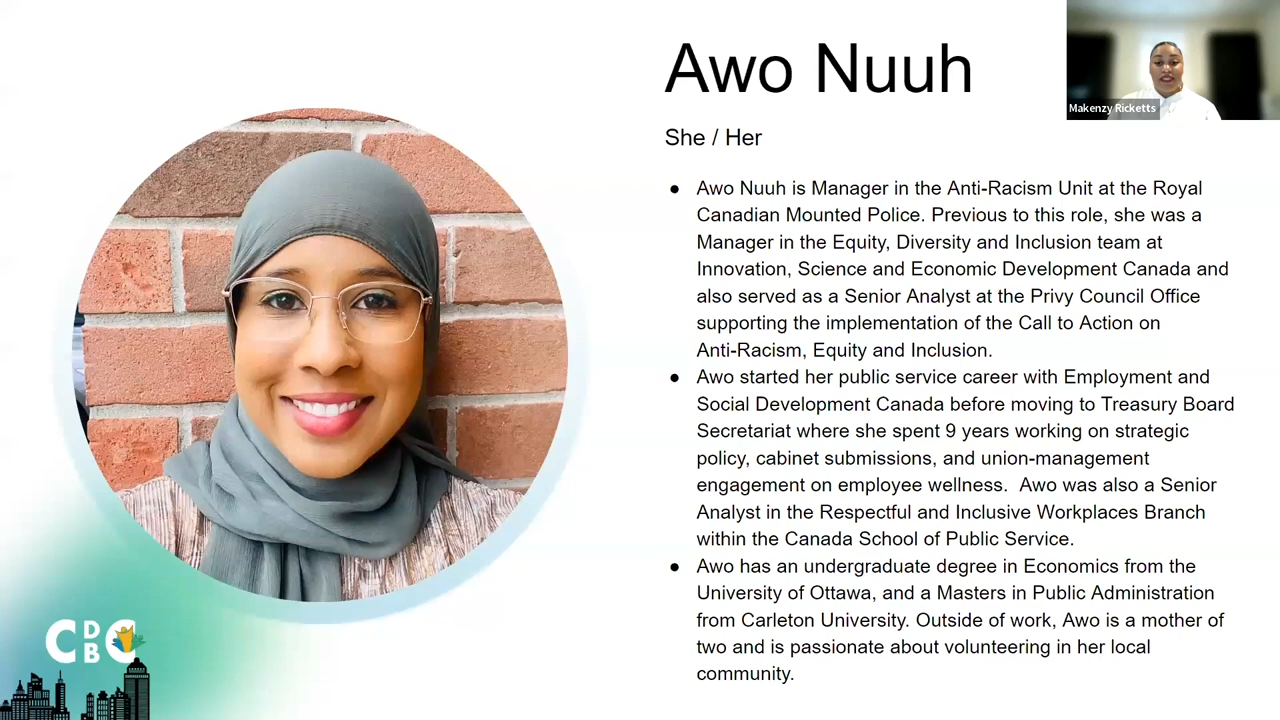 Awo Nuuh
Makenzy Ricketts
She / Her
● Awo Nuuh is Manager in the Anti-Racism Unit at the Royal
Canadian Mounted Police. Previous to this role, she was a
Manager in the Equity, Diversity and Inclusion team at
Innovation, Science and Economic Development Canada and
also served as a Senior Analyst at the Privy Council Office
supporting the implementation of the Call to Action on
Anti-Racism, Equity and Inclusion.
● Awo started her public service career with Employment and
Social Development Canada before moving to Treasury Board
Secretariat where she spent 9 years working on strategic
policy, cabinet submissions, and union-management
engagement on employee wellness.  Awo was also a Senior
Analyst in the Respectful and Inclusive Workplaces Branch
within the Canada School of Public Service.
● Awo has an undergraduate degree in Economics from the
University of Ottawa, and a Masters in Public Administration
from Carleton University. Outside of work, Awo is a mother of
two and is passionate about volunteering in her local
community.
CDBC